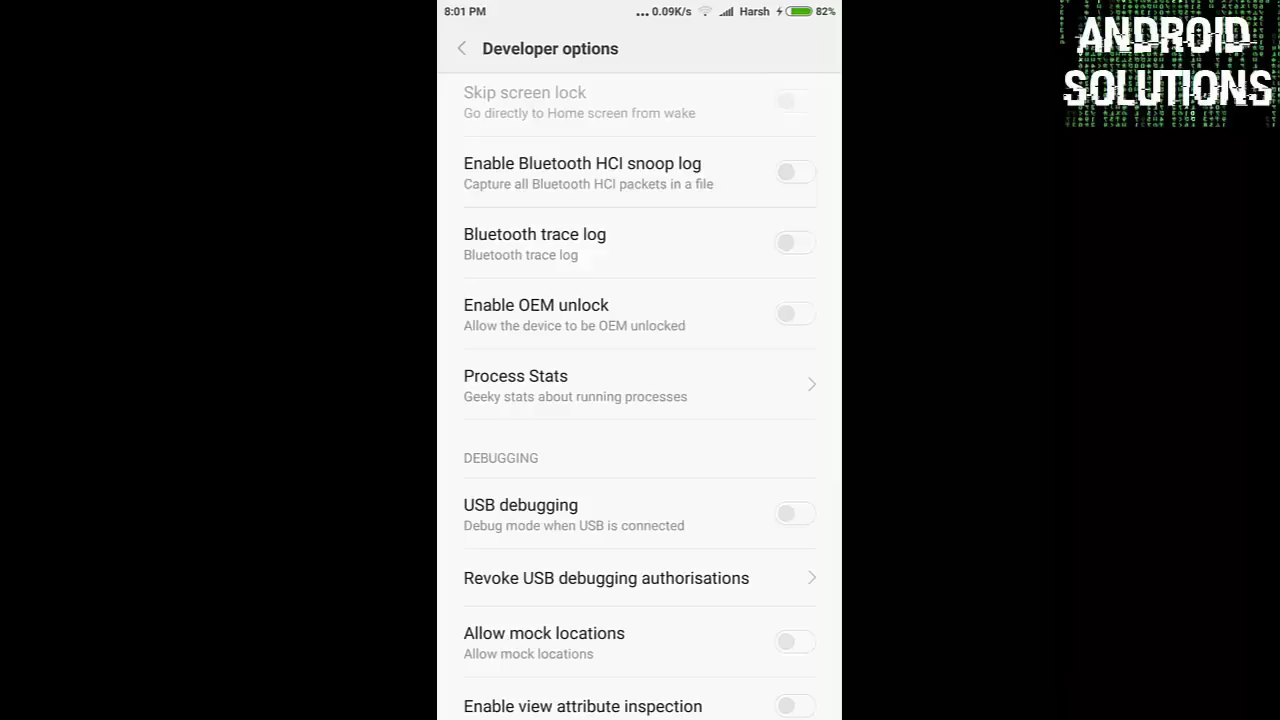 8:01 PM ... 0.09K/s Harsh 82%
ANDROID
SOLUTIONS
Developer options
Skip screen lock
Go directly to Home screen from wake
Enable Bluetooth HCI snoop log
Capture all Bluetooth HCI packets in a file
Bluetooth trace log
Bluetooth trace log
Enable OEM unlock
Allow the device to be OEM unlocked
Process Stats
Geeky stats about running processes
DEBUGGING
USB debugging
Debug mode when USB is connected
Revoke USB debugging authorisations
Allow mock locations
Allow mock locations
Enable view attribute inspection